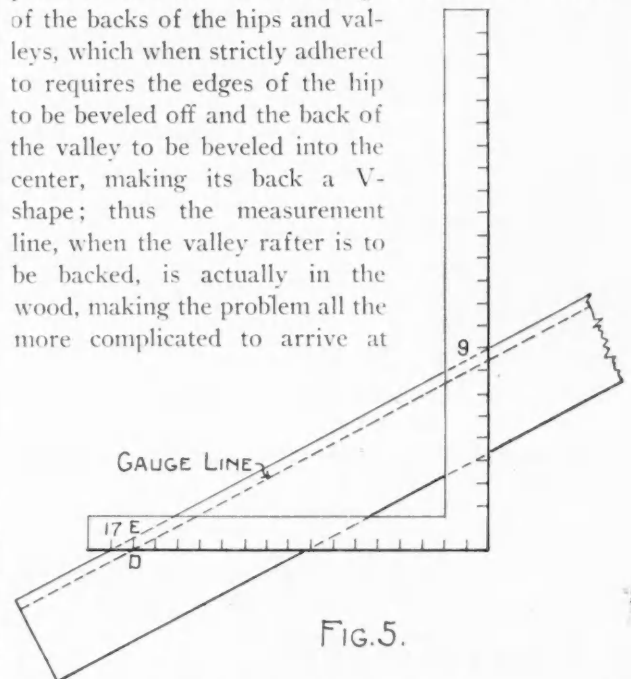 of the backs of the hips and val-
leys, which when strictly adhered
to requires the edges of the hip
to be beveled off and the back of
the valley to be beveled into the
center, making its back a V-
shape; thus the measurement
line, when the valley rafter is to
be backed, is actually in the
wood, making the problem all the
more complicated to arrive at
9
GAUGE LINE
17 E
D
FIG.5.